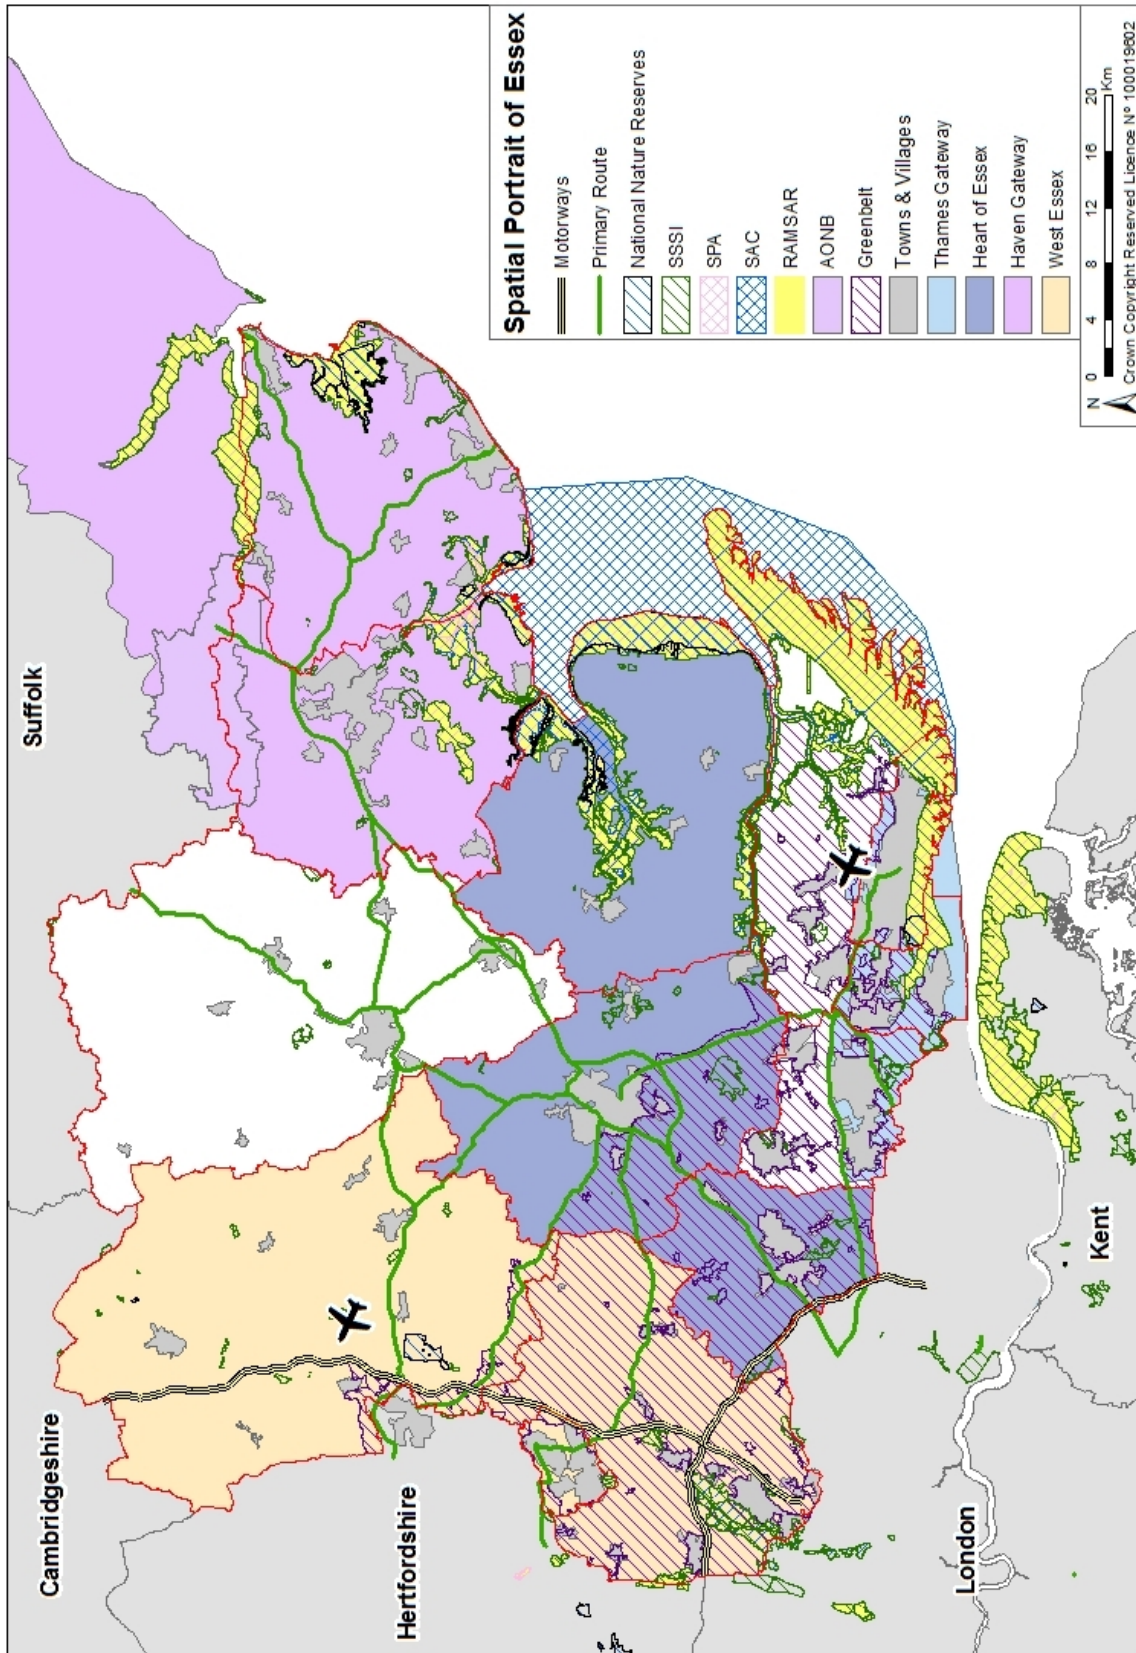 Cambridgeshire
Suffolk
Hertfordshire
London
Kent
Spatial Portrait of Essex
Motorways
Primary Route
National Nature Reserves
SSSI
SPA
SAC
RAMSAR
AONB
Greenbelt
Towns & Villages
Thames Gateway
Heart of Essex
Haven Gateway
West Essex
N
0 4 8 12 16 20
Km
Crown Copyright Reserved Licence Nº 100019602